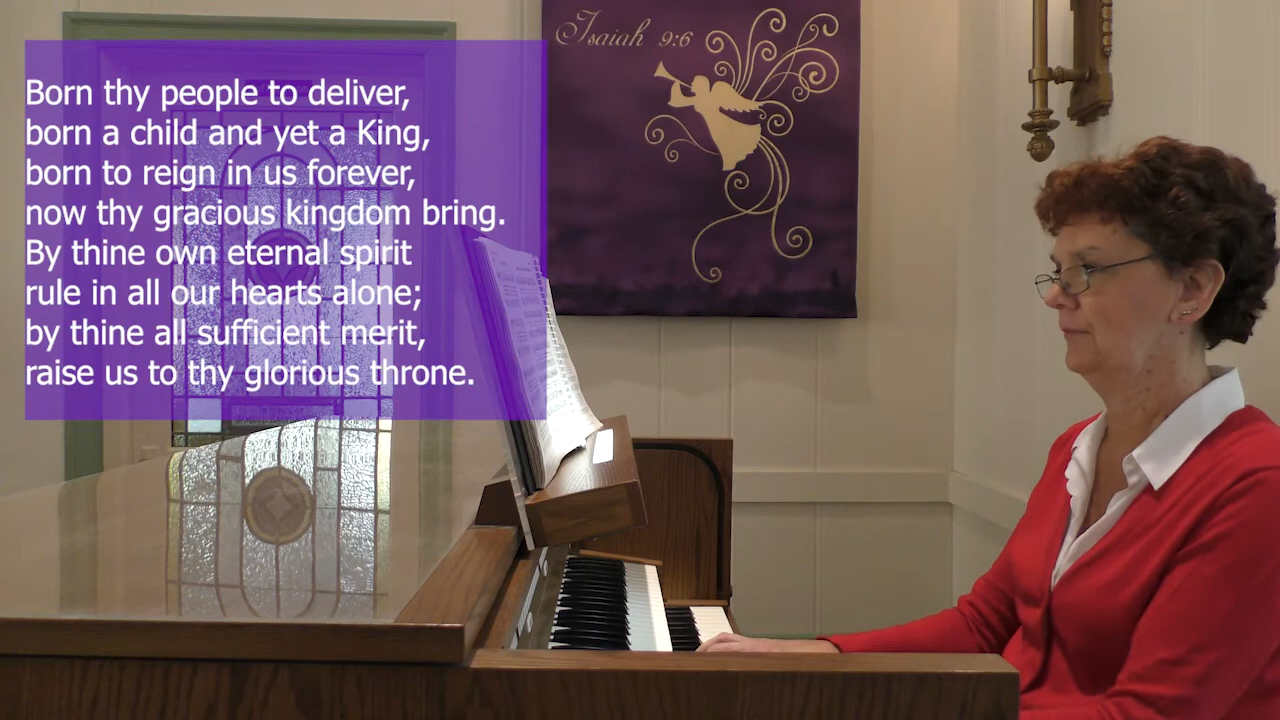 Born thy people to deliver,
born a child and yet a King,
born to reign in us forever,
now thy gracious kingdom bring.
By thine own eternal spirit
rule in all our hearts alone;
by thine all sufficient merit,
raise us to thy glorious throne.
Isaiah 9:6